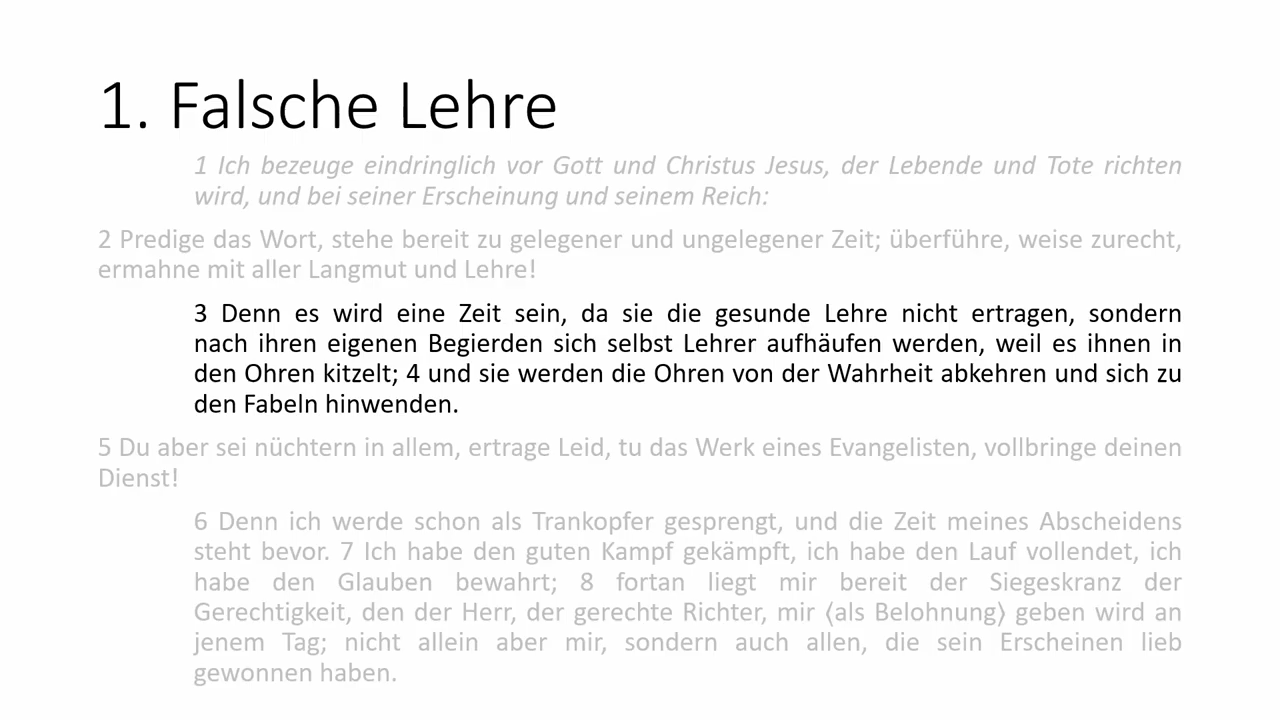 1. Falsche Lehre
1 Ich bezeuge eindringlich vor Gott und Christus Jesus, der Lebende und Tote richten
wird, und bei seiner Erscheinung und seinem Reich:
2 Predige das Wort, stehe bereit zu gelegener und ungelegener Zeit; überführe, weise zurecht,
ermahne mit aller Langmut und Lehre!
3 Denn es wird eine Zeit sein, da sie die gesunde Lehre nicht ertragen, sondern
nach ihren eigenen Begierden sich selbst Lehrer aufhäufen werden, weil es ihnen in
den Ohren kitzelt; 4 und sie werden die Ohren von der Wahrheit abkehren und sich zu
den Fabeln hinwenden.
5 Du aber sei nüchtern in allem, ertrage Leid, tu das Werk eines Evangelisten, vollbringe deinen
Dienst!
6 Denn ich werde schon als Trankopfer gesprengt, und die Zeit meines Abscheidens
steht bevor. 7 Ich habe den guten Kampf gekämpft, ich habe den Lauf vollendet, ich
habe den Glauben bewahrt; 8 fortan liegt mir bereit der Siegeskranz der
Gerechtigkeit, den der Herr, der gerechte Richter, mir ⟨als Belohnung⟩ geben wird an
jenem Tag; nicht allein aber mir, sondern auch allen, die sein Erscheinen lieb
gewonnen haben.